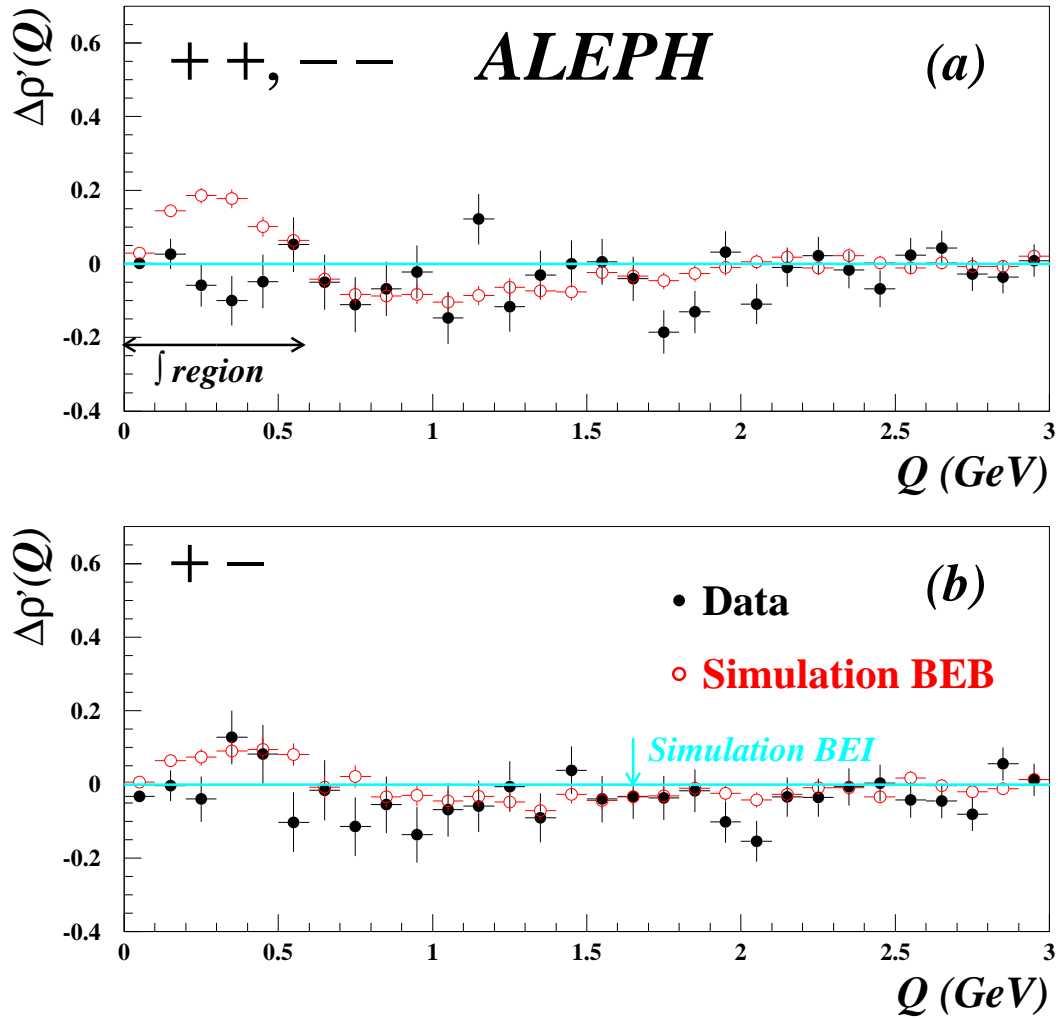 + +, − − ALEPH (a)
Δρ'(Q)
0.6
0.4
0.2
0
-0.2
-0.4
∫ region
0 0.5 1 1.5 2 2.5 3
Q (GeV)
+ − (b)
Δρ'(Q)
0.6
0.4
0.2
0
-0.2
-0.4
Data
Simulation BEB
Simulation BEI
0 0.5 1 1.5 2 2.5 3
Q (GeV)